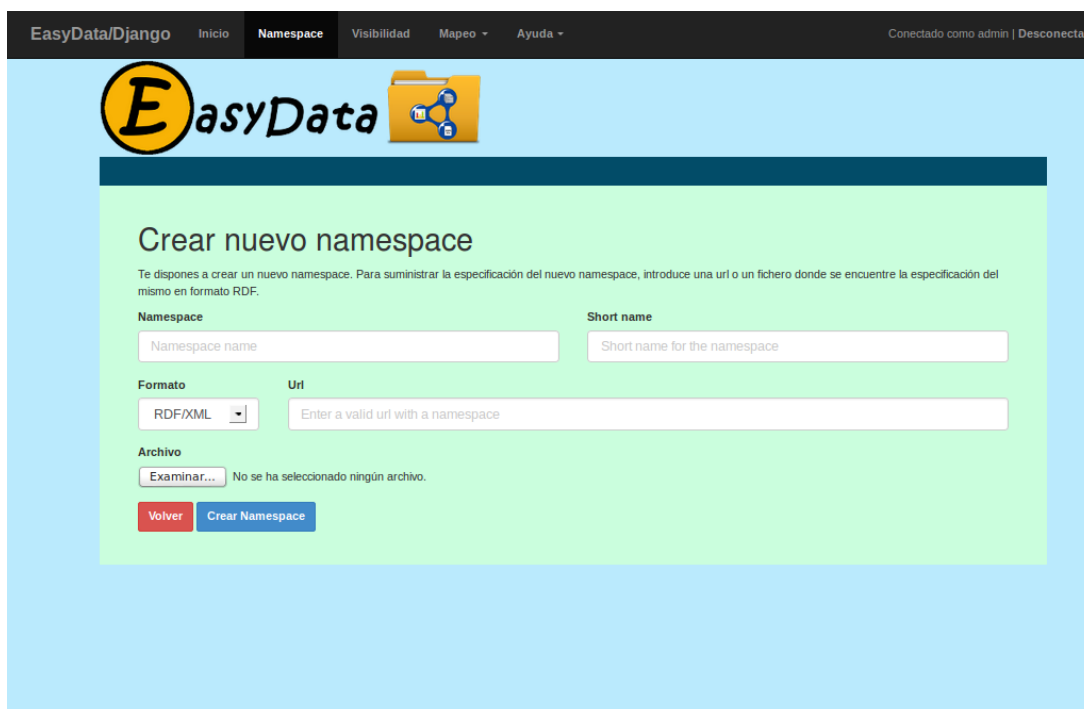 EasyData/Django Inicio Namespace Visibilidad Mapeo Ayuda Conectado como admin | Desconecta
EasyData
Crear nuevo namespace
Te dispones a crear un nuevo namespace. Para suministrar la especificación del nuevo namespace, introduce una url o un fichero donde se encuentre la especificación del
mismo en formato RDF.
Namespace Short name
Namespace name Short name for the namespace
Formato Url
RDF/XML Enter a valid url with a namespace
Archivo
Examinar... No se ha seleccionado ningún archivo.
Volver Crear Namespace